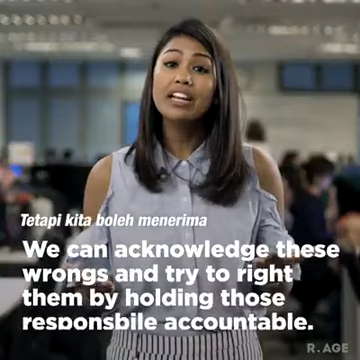 Tetapi kita boleh menerima
We can acknowledge these
wrongs and try to right
them by holding those
responsbile accountable.
R.AGE